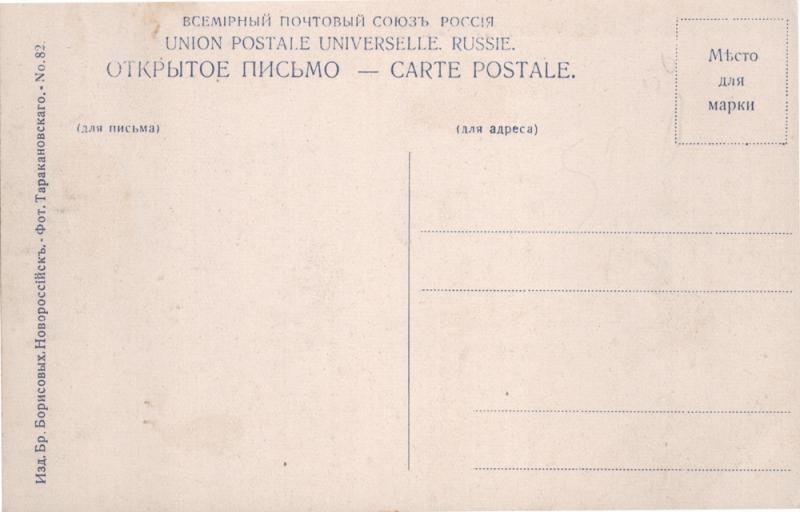 ВСЕМІРНЫЙ ПОЧТОВЫЙ СОЮЗЪ РОССІЯ
UNION POSTALE UNIVERSELLE. RUSSIE.
ОТКРЫТОЕ ПИСЬМО — CARTE POSTALE.
Мѣсто
для
марки
(для письма)
(для адреса)
Изд. Бр. Борисовых. Новороссійскъ. - Фот. Таракановскаго. - No. 82.